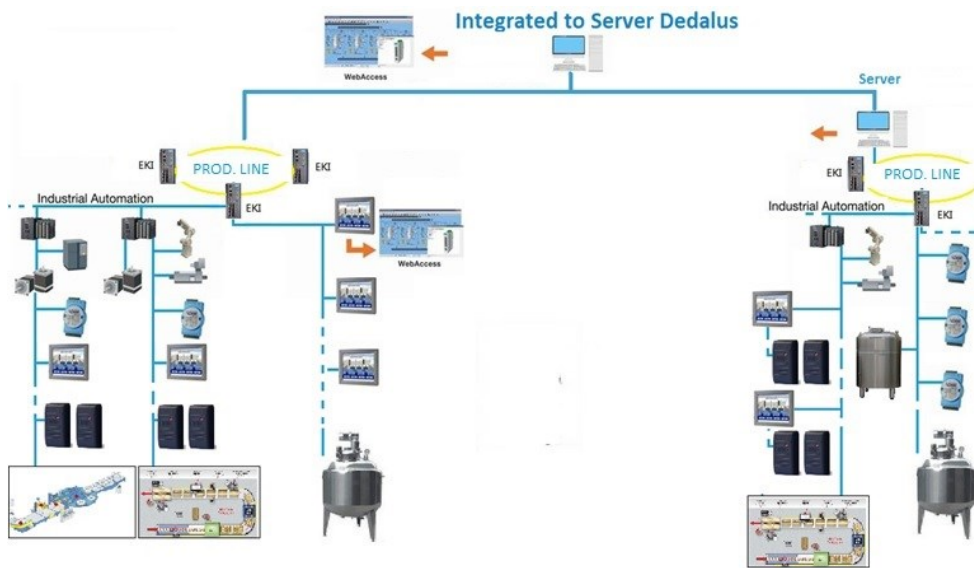 Integrated to Server Dedalus
WebAccess
Server
EKI
PROD. LINE
EKI
EKI
PROD. LINE
Industrial Automation
EKI
Industrial Automation
EKI
WebAccess